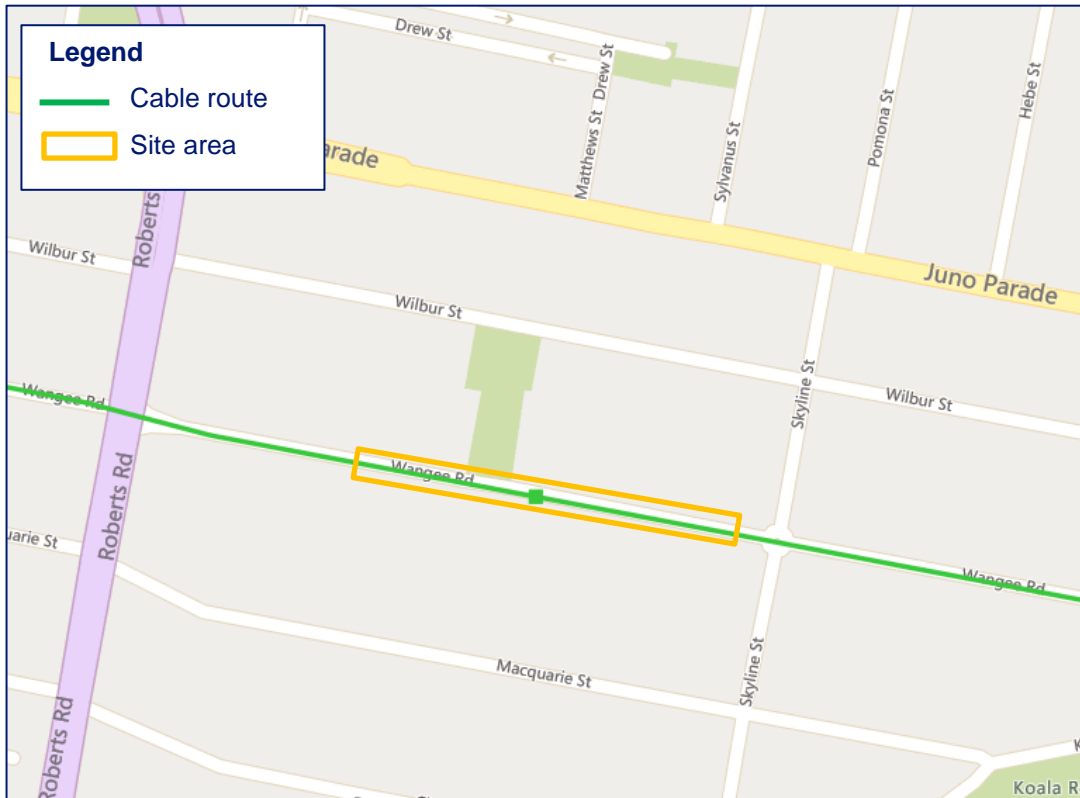 Legend
Cable route
Site area
Drew St
Matthews St
Drew St
Sylvanus St
Pomona St
Hebe St
Juno Parade
Roberts
Wilbur St
Wilbur St
Wilbur St
Skyline St
Wangee Rd
Wangee Rd
Wangee Rd
Roberts Rd
Macquarie St
Skyline St
Roberts Rd